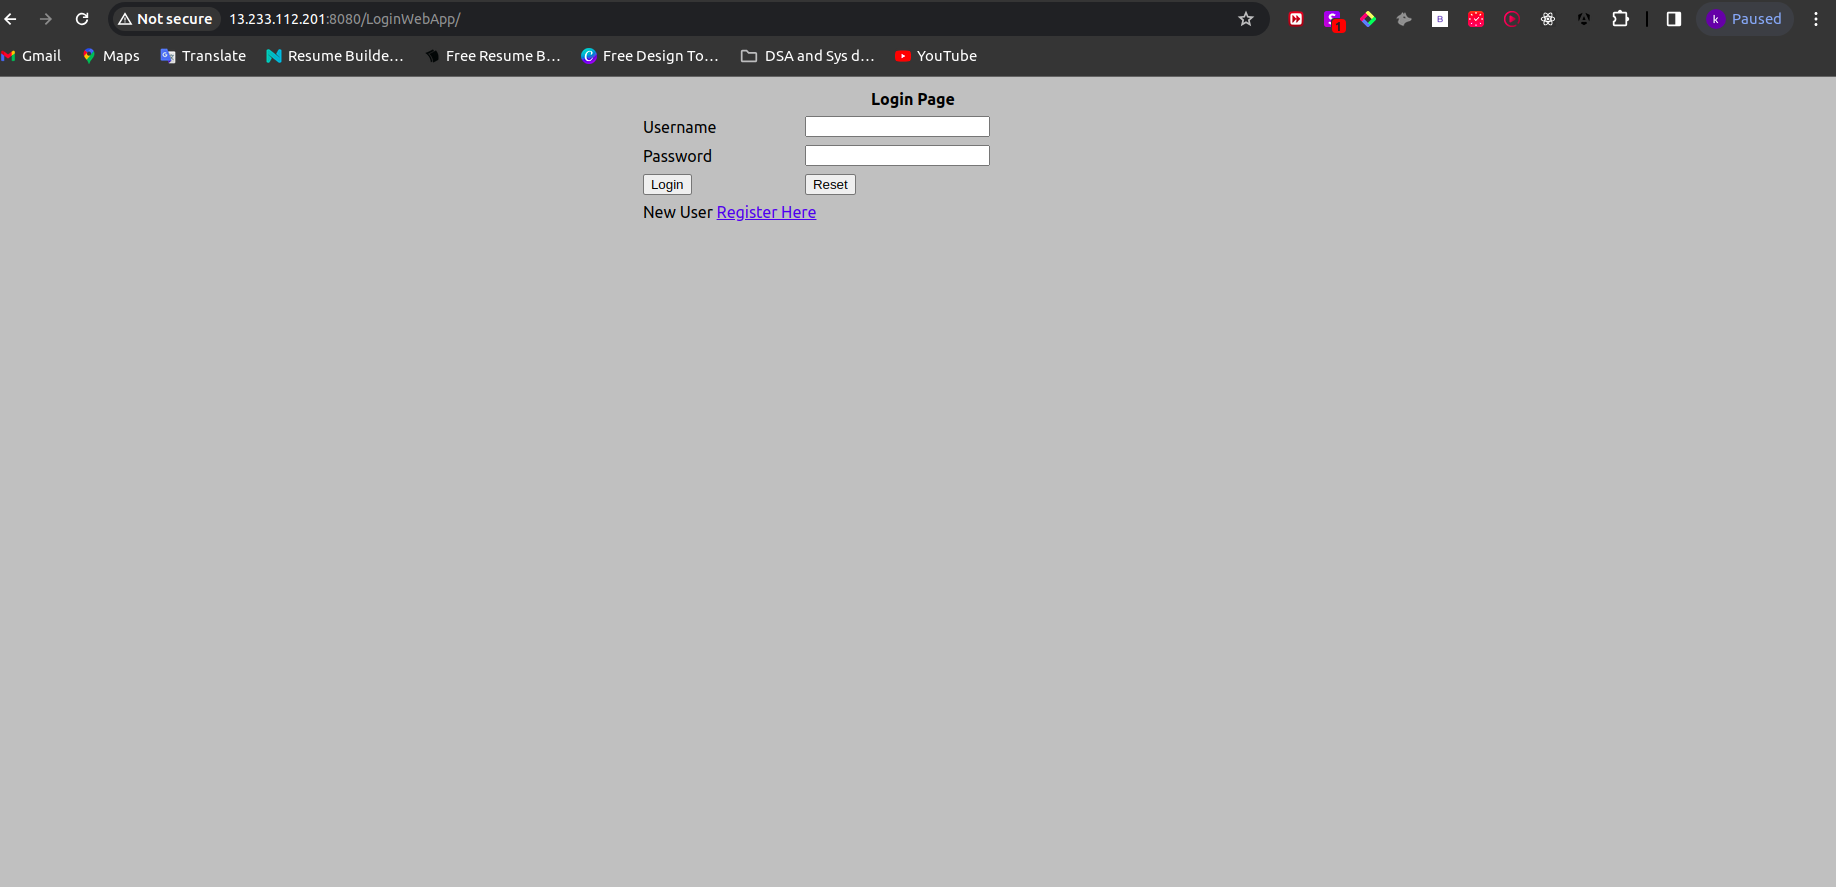 Not secure 13.233.112.201:8080/LoginWebApp/ 1 B k Paused
Gmail Maps Translate Resume Builde... Free Resume B... Free Design To... DSA and Sys d... YouTube
Login Page
Username
Password
Login Reset
New User Register Here